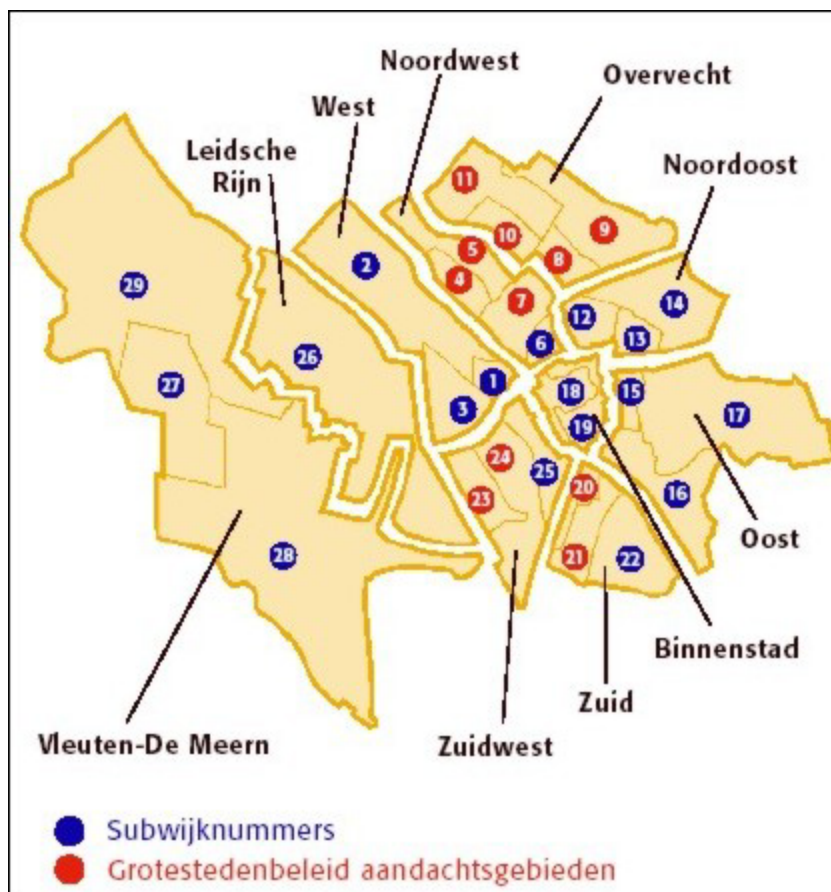 Noordwest
Overvecht
West
Leidsche
Rijn
Noordoost
11
10
9
5
8
2
4
29
7
14
12
13
6
26
27
1
18
15
3
19
17
24
25
20
16
23
Oost
28
21
22
Binnenstad
Zuid
Vleuten-De Meern
Zuidwest
Subwijknummers
Grotestedenbeleid aandachtsgebieden